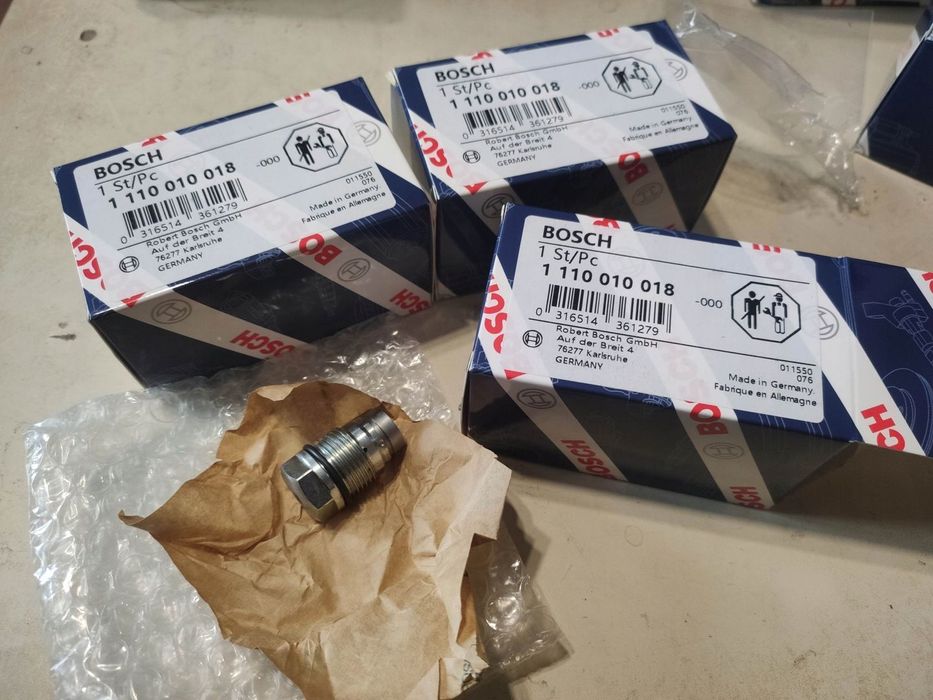 BOSCH
1 St/Pc
1 110 010 018
-000
0 316514 361279
011550
076
Robert Bosch GmbH
Auf der Breit 4
76277 Karlsruhe
GERMANY
Made in Germany.
Fabrique en Allemagne
BOSCH
BOSCH
BOSCH
1 St/Pc
1 110 010 018
-000
0 316514 361279
011550
076
Robert Bosch GmbH
Auf der Breit 4
76277 Karlsruhe
GERMANY
Made in Germany.
Fabrique en Allemagne
BOSCH
1 St/Pc
1 110 010 018
-000
0 316514 361279
011550
076
Robert Bosch GmbH
Auf der Breit 4
76277 Karlsruhe
GERMANY
Made in Germany.
Fabrique en Allemagne
BOSCH